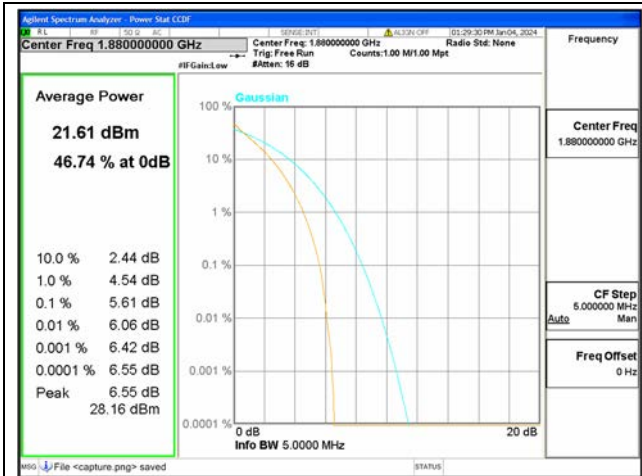 Agilent Spectrum Analyzer - Power Stat CCDF
RL RF 50 Ω AC SENSE:INT ALIGN OFF 01:29:30 PM Jan 04, 2024
Center Freq 1.880000000 GHz
Center Freq: 1.880000000 GHz Radio Std: None
Trig: Free Run Counts:1.00 M/1.00 Mpt
#IFGain:Low #Atten: 16 dB
Frequency
Average Power
21.61 dBm
46.74 % at 0dB
10.0 % 2.44 dB
1.0 % 4.54 dB
0.1 % 5.61 dB
0.01 % 6.06 dB
0.001 % 6.42 dB
0.0001 % 6.55 dB
Peak 6.55 dB
28.16 dBm
Gaussian
100 %
10 %
1 %
0.1 %
0.01 %
0.001 %
0.0001 %
0 dB 20 dB
Info BW 5.0000 MHz
Center Freq
1.880000000 GHz
CF Step
5.000000 MHz
Auto Man
Freq Offset
0 Hz
MSG File <capture.png> saved STATUS